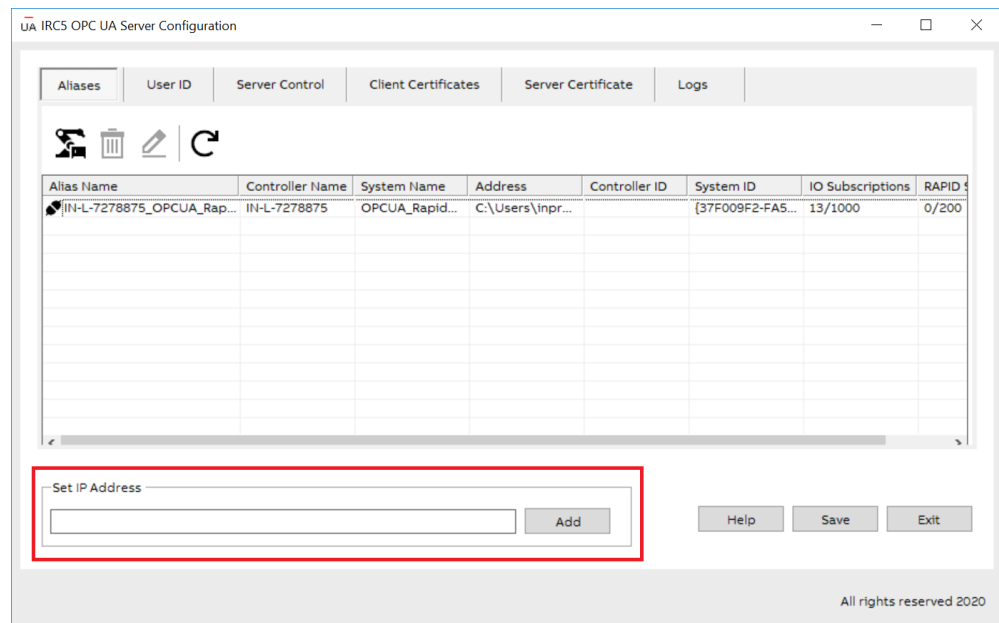 UA IRC5 OPC UA Server Configuration
Aliases User ID Server Control Client Certificates Server Certificate Logs
Alias Name Controller Name System Name Address Controller ID System ID IO Subscriptions RAPID S
IN-L-7278875_OPCUA_Rap... IN-L-7278875 OPCUA_Rapid... C:\Users\inpr... {37F009F2-FA5... 13/1000 0/200
Set IP Address
Add Help Save Exit
All rights reserved 2020